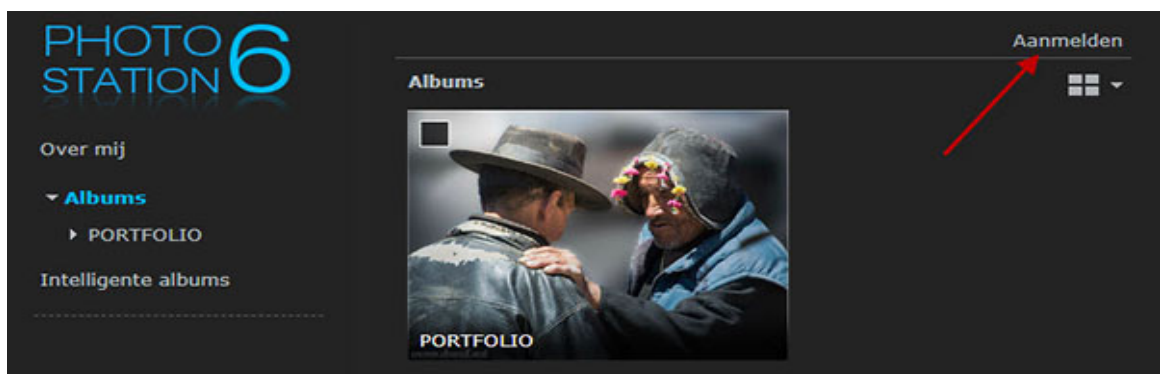 PHOTO
STATION 6
Over mij
Albums
PORTFOLIO
Intelligente albums
Aanmelden
Albums
PORTFOLIO